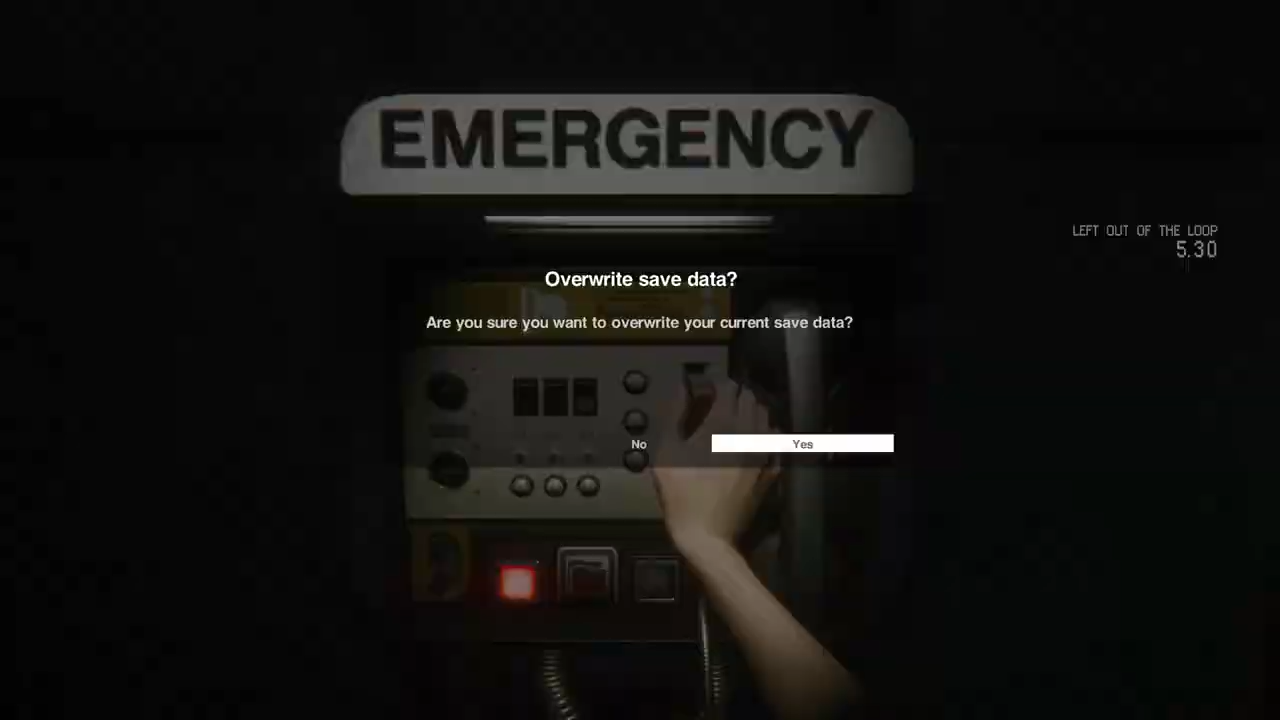 EMERGENCY
LEFT OUT OF THE LOOP
5.30
Overwrite save data?
Are you sure you want to overwrite your current save data?
No
Yes